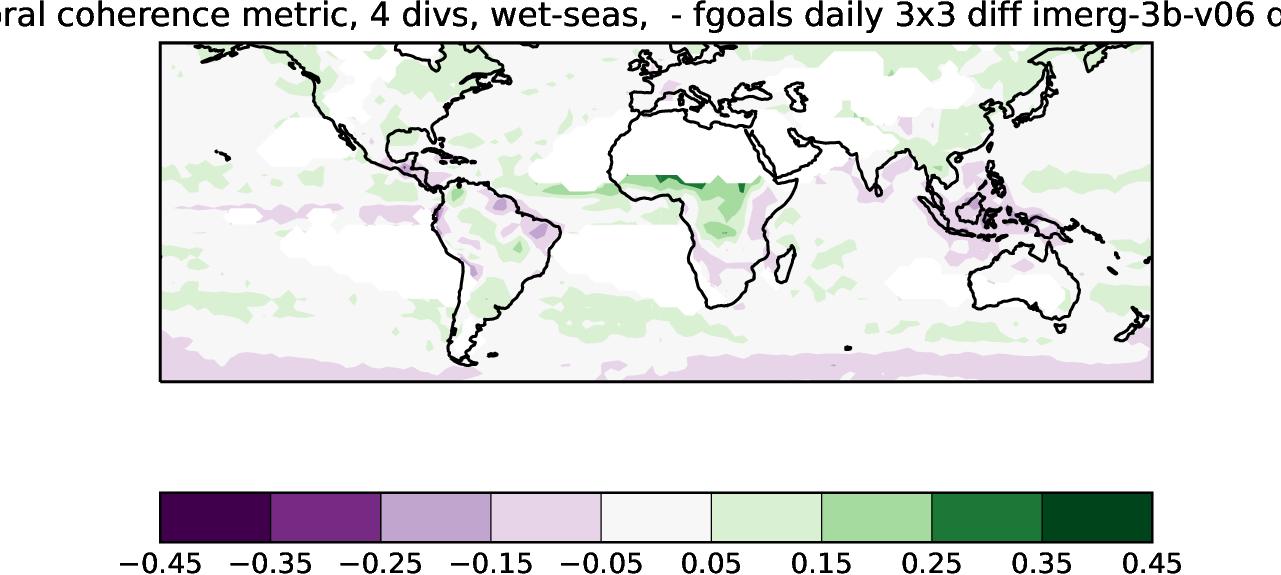 oral coherence metric, 4 divs, wet-seas,  - fgoals daily 3x3 diff imerg-3b-v06 d
−0.45 −0.35 −0.25 −0.15 −0.05 0.05 0.15 0.25 0.35 0.45